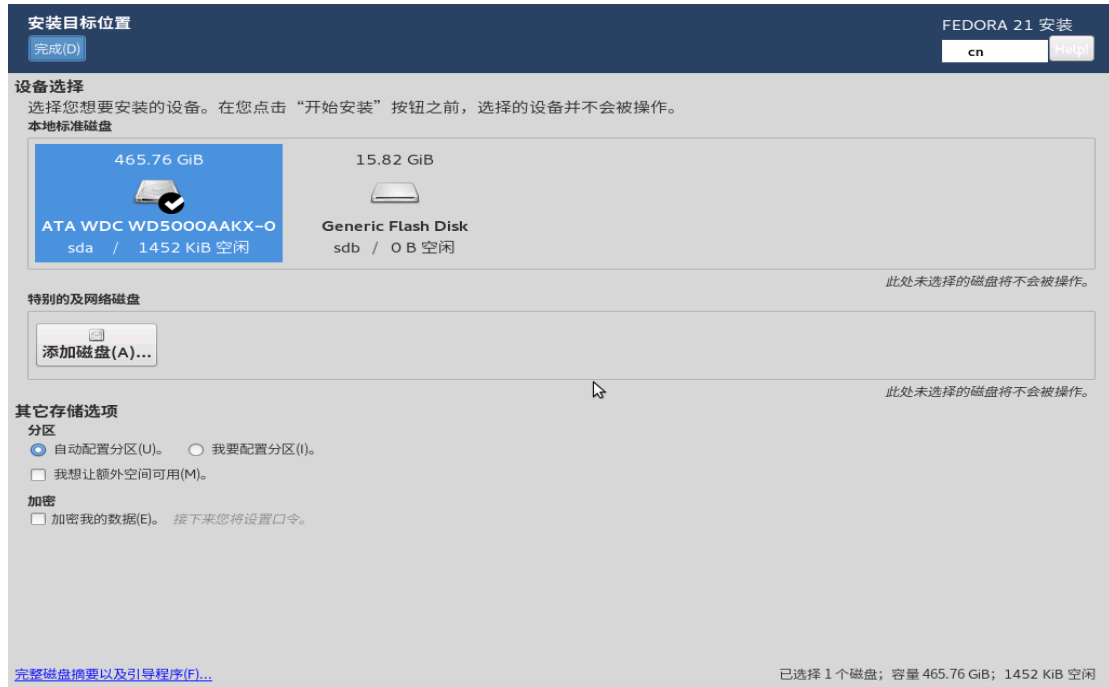 安装目标位置
FEDORA 21 安装
完成(D)
cn
Help!
设备选择
选择您想要安装的设备。在您点击“开始安装”按钮之前，选择的设备并不会被操作。
本地标准磁盘
465.76 GiB
15.82 GiB
ATA WDC WD5000AAKX-0
Generic Flash Disk
sda / 1452 KiB 空闲
sdb / 0 B 空闲
此处未选择的磁盘将不会被操作。
特别的及网络磁盘
添加磁盘(A)...
此处未选择的磁盘将不会被操作。
其它存储选项
分区
自动配置分区(U)。 我要配置分区(I)。
我想让额外空间可用(M)。
加密
加密我的数据(E)。 接下来您将设置口令。
完整磁盘摘要以及引导程序(F)...
已选择 1 个磁盘；容量 465.76 GiB；1452 KiB 空闲